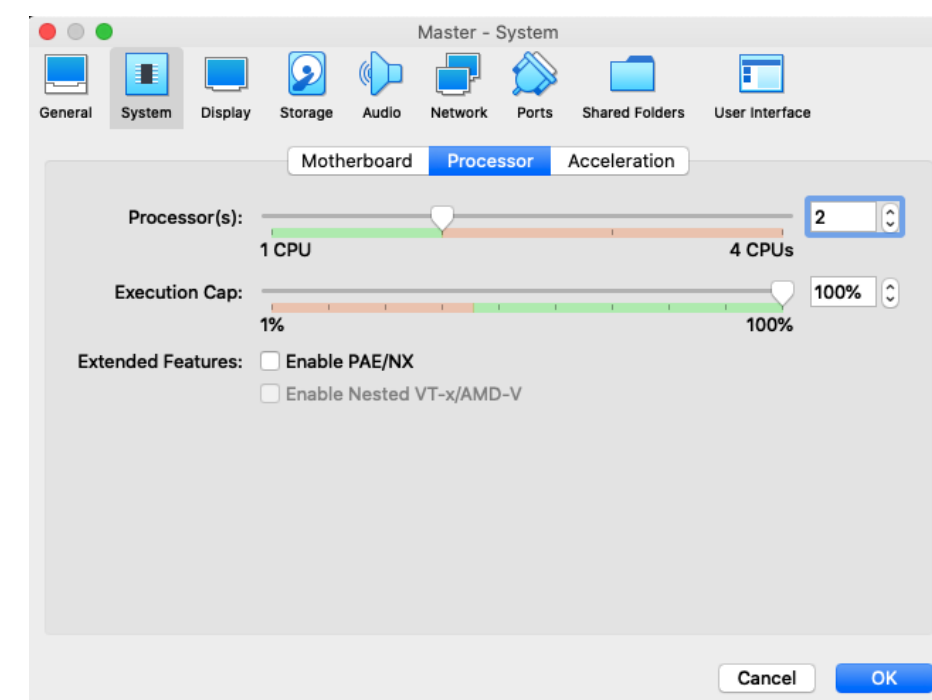 Master - System
General System Display Storage Audio Network Ports Shared Folders User Interface
Motherboard Processor Acceleration
Processor(s): 2
1 CPU 4 CPUs
Execution Cap: 100%
1% 100%
Extended Features: Enable PAE/NX
Enable Nested VT-x/AMD-V
Cancel OK